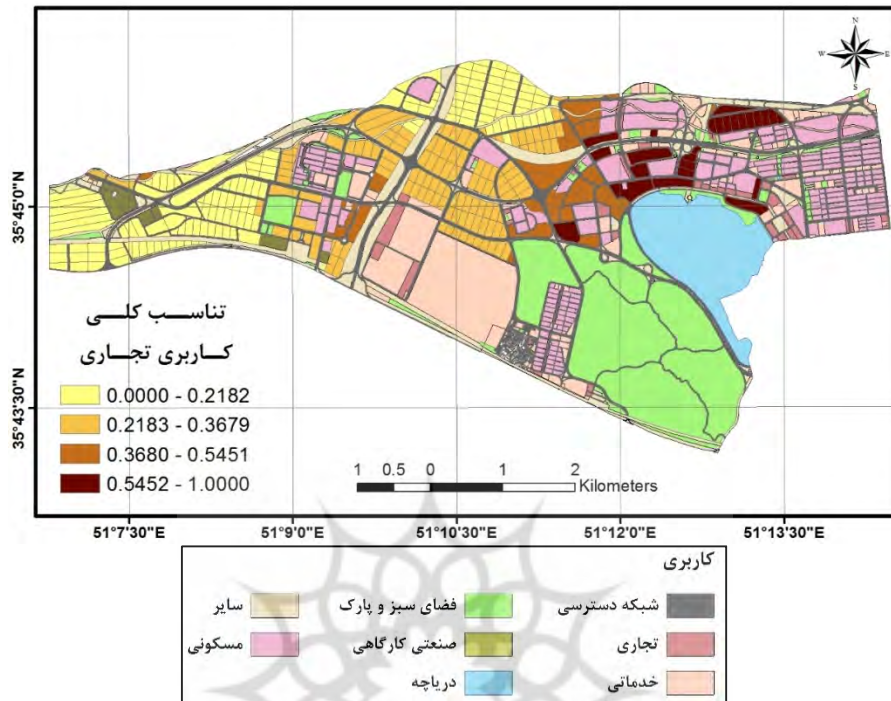 N
W E
S
35°45'0"N
35°43'30"N
تناسب کلی
کاربری تجاری
0.0000 - 0.2182
0.2183 - 0.3679
0.3680 - 0.5451
0.5452 - 1.0000
1 0.5 0 1 2
Kilometers
51°7'30"E 51°9'0"E 51°10'30"E 51°12'0"E 51°13'30"E
کاربری
شبکه دسترسی فضای سبز و پارک سایر
تجاری صنعتی کارگاهی مسکونی
خدماتی دریاچه